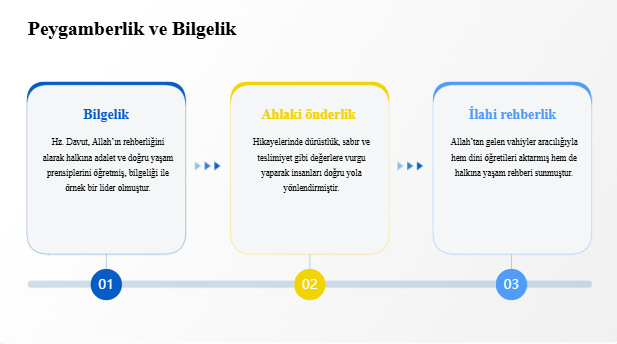 Peygamberlik ve Bilgelik
Bilgelik
Hz. Davut, Allah'ın rehberliğini
alarak halkına adalet ve doğru yaşam
prensiplerini öğretmiş, bilgeliği ile
örnek bir lider olmuştur.
Ahlaki önderlik
Hikayelerinde dürüstlük, sabır ve
teslimiyet gibi değerlere vurgu
yaparak insanları doğru yola
yönlendirmiştir.
İlahi rehberlik
Allah'tan gelen vahiyler aracılığıyla
hem dini öğretileri aktarmış hem de
halkına yaşam rehberi sunmuştur.
01
02
03